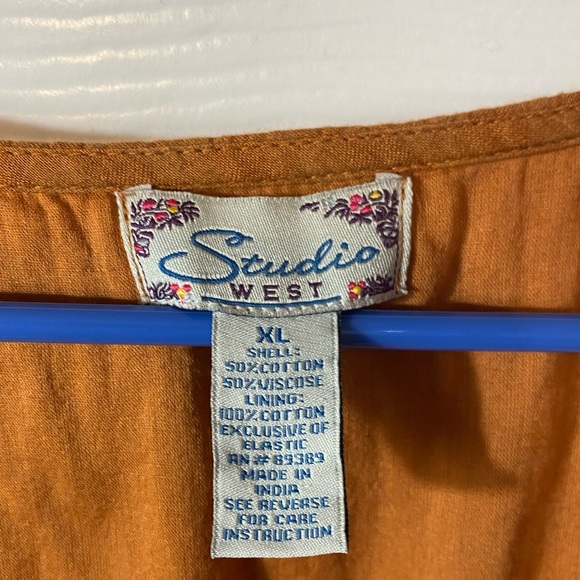 Studio
WEST
XL
SHELL:
50%COTTON
50%VISCOSE
LINING:
100%COTTON
EXCLUSIVE OF
ELASTIC
RN# 89389
MADE IN
INDIA
SEE REVERSE
FOR CARE
INSTRUCTION